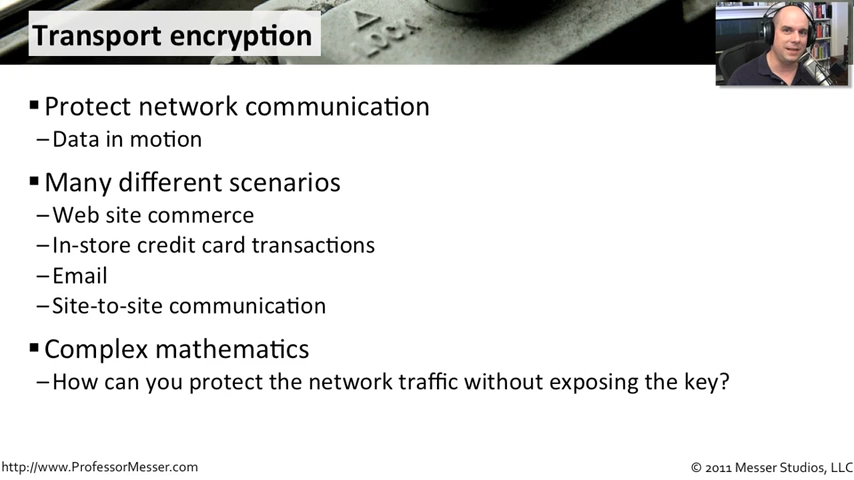 LOCK
Transport encryption
▪ Protect network communication
– Data in motion
▪ Many different scenarios
– Web site commerce
– In-store credit card transactions
– Email
– Site-to-site communication
▪ Complex mathematics
– How can you protect the network traffic without exposing the key?
http://www.ProfessorMesser.com
© 2011 Messer Studios, LLC